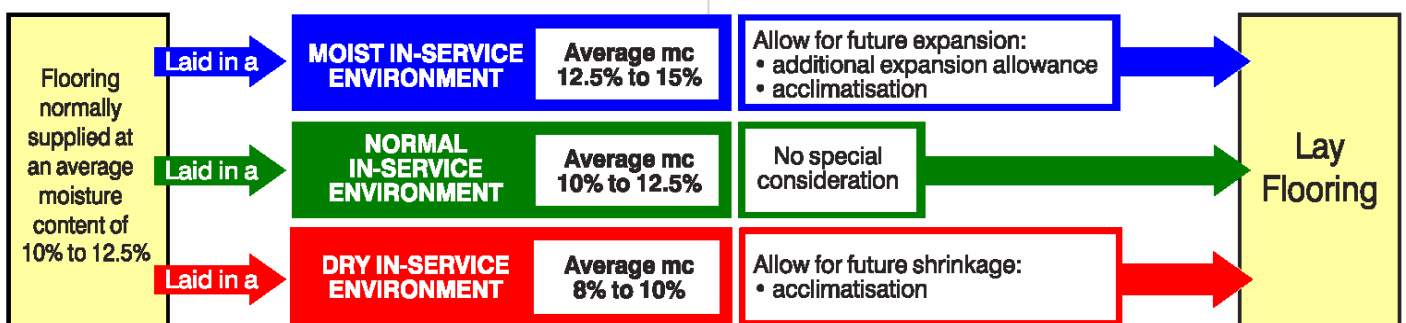 Flooring
normally
supplied at
an average
moisture
content of
10% to 12.5%
Laid in a
MOIST IN-SERVICE
ENVIRONMENT
Average mc
12.5% to 15%
Allow for future expansion:
• additional expansion allowance
• acclimatisation
Laid in a
NORMAL
IN-SERVICE
ENVIRONMENT
Average mc
10% to 12.5%
No special
consideration
Laid in a
DRY IN-SERVICE
ENVIRONMENT
Average mc
8% to 10%
Allow for future shrinkage:
• acclimatisation
Lay
Flooring